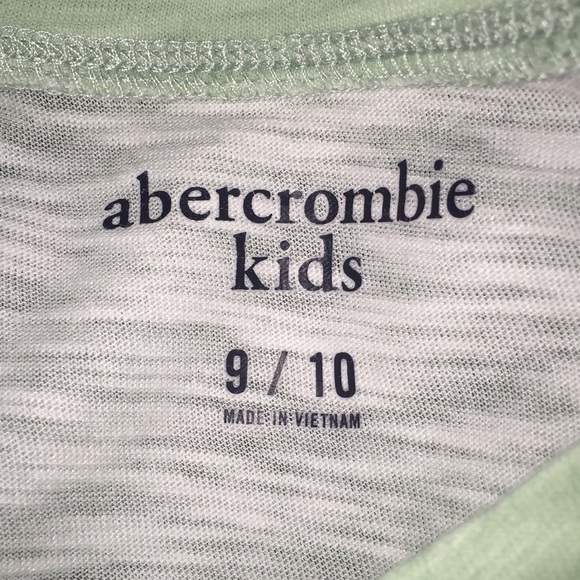 abercrombie
kids
9 / 10
MADE IN VIETNAM